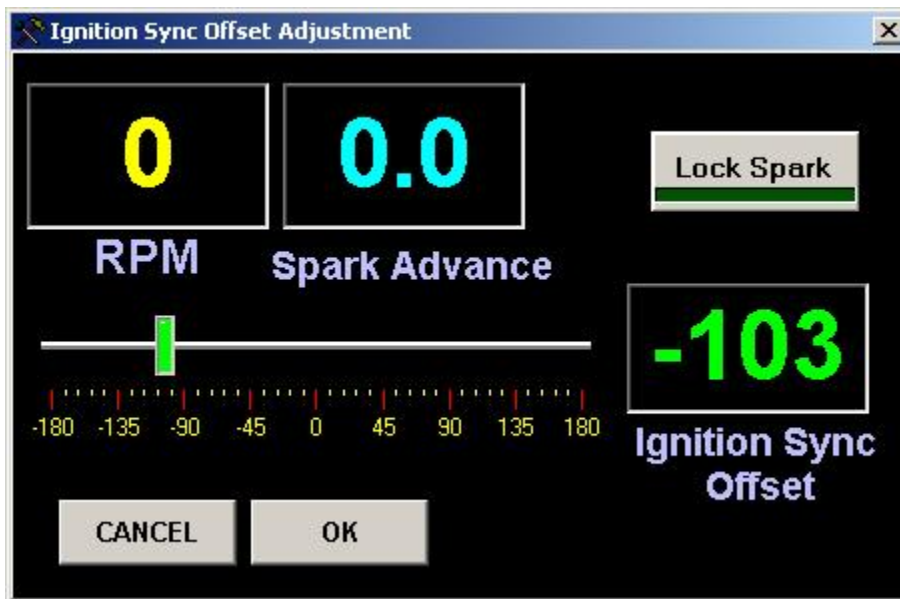 Ignition Sync Offset Adjustment
0
0.0
Lock Spark
RPM
Spark Advance
-103
-180 -135 -90 -45 0 45 90 135 180
Ignition Sync
Offset
CANCEL
OK